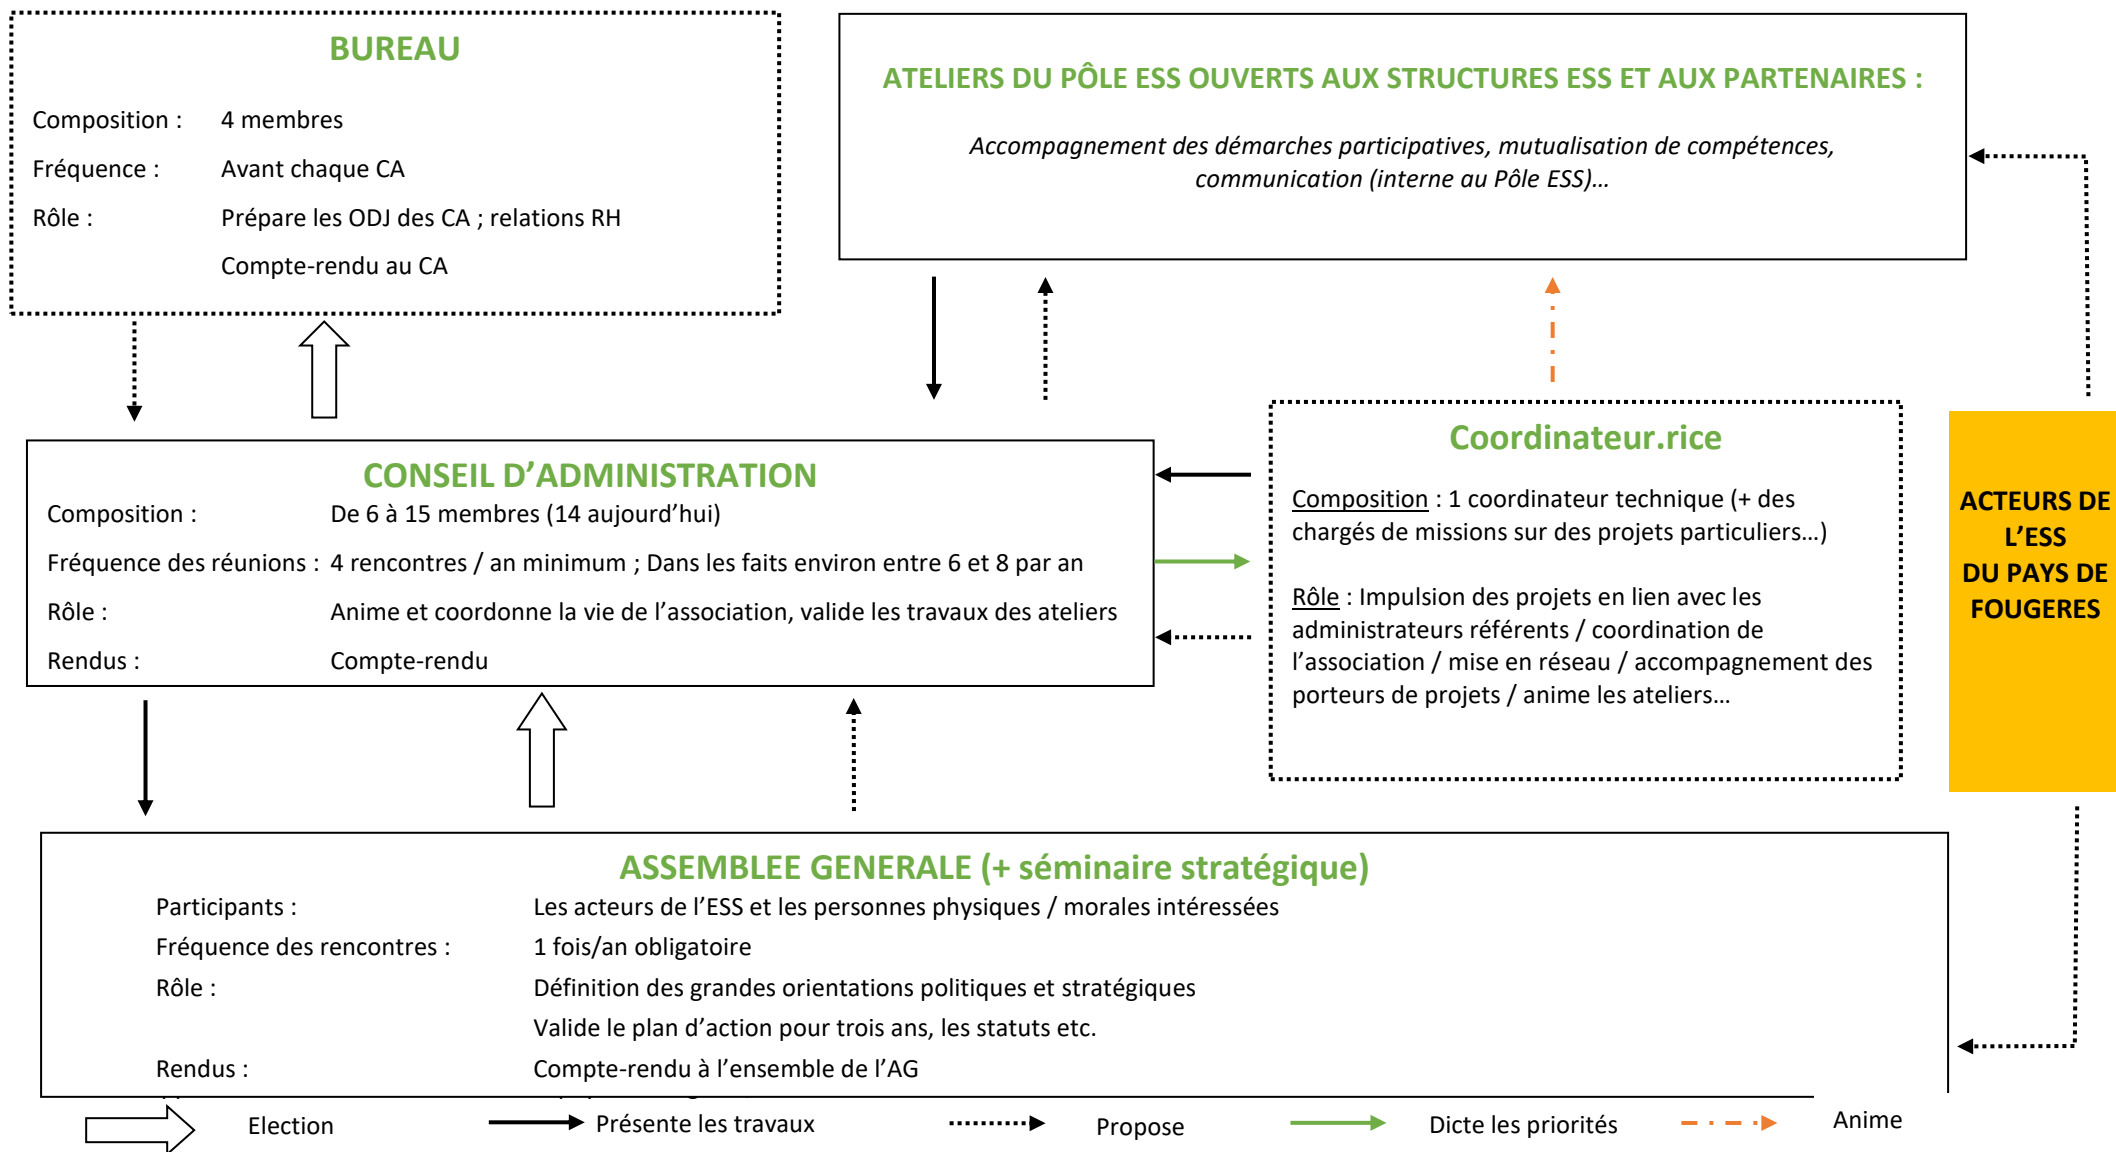 BUREAU
Composition : 4 membres
Fréquence : Avant chaque CA
Rôle : Prépare les ODJ des CA ; relations RH
Compte-rendu au CA
ATELIERS DU PÔLE ESS OUVERTS AUX STRUCTURES ESS ET AUX PARTENAIRES :
Accompagnement des démarches participatives, mutualisation de compétences,
communication (interne au Pôle ESS)…
CONSEIL D’ADMINISTRATION
Composition : De 6 à 15 membres (14 aujourd’hui)
Fréquence des réunions : 4 rencontres / an minimum ; Dans les faits environ entre 6 et 8 par an
Rôle : Anime et coordonne la vie de l’association, valide les travaux des ateliers
Rendus : Compte-rendu
Coordinateur.rice
Composition : 1 coordinateur technique (+ des
chargés de missions sur des projets particuliers…)
Rôle : Impulsion des projets en lien avec les
administrateurs référents / coordination de
l’association / mise en réseau / accompagnement des
porteurs de projets / anime les ateliers…
ACTEURS DE
L’ESS
DU PAYS DE
FOUGERES
ASSEMBLEE GENERALE (+ séminaire stratégique)
Participants : Les acteurs de l’ESS et les personnes physiques / morales intéressées
Fréquence des rencontres : 1 fois/an obligatoire
Rôle : Définition des grandes orientations politiques et stratégiques
Valide le plan d’action pour trois ans, les statuts etc.
Rendus : Compte-rendu à l’ensemble de l’AG
Election
Présente les travaux
Propose
Dicte les priorités
Anime